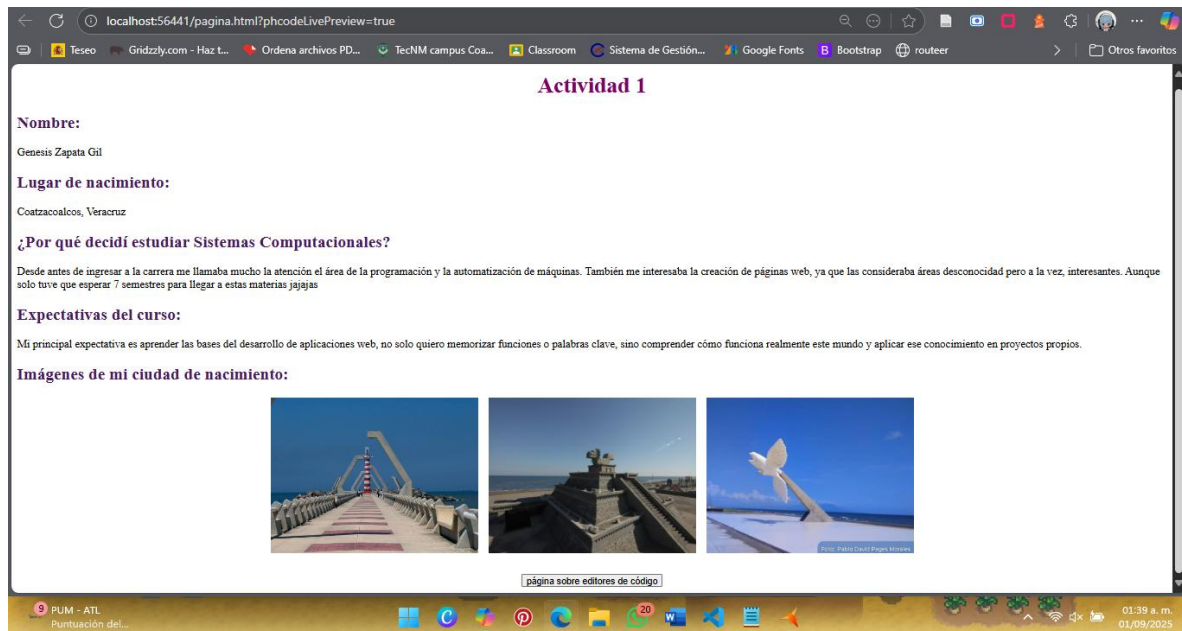 localhost:56441/pagina.html?phcodeLivePreview=true
Teseo
Gridzzly.com - Haz t...
Ordena archivos PD...
TecNM campus Coa...
Classroom
Sistema de Gestión...
Google Fonts
B Bootstrap
routeer
Otros favoritos
Actividad 1
Nombre:
Genesis Zapata Gil
Lugar de nacimiento:
Coatzacoalcos, Veracruz
¿Por qué decidí estudiar Sistemas Computacionales?
Desde antes de ingresar a la carrera me llamaba mucho la atención el área de la programación y la automatización de máquinas. También me interesaba la creación de páginas web, ya que las consideraba áreas desconocidad pero a la vez, interesantes. Aunque
solo tuve que esperar 7 semestres para llegar a estas materias jajajas
Expectativas del curso:
Mi principal expectativa es aprender las bases del desarrollo de aplicaciones web, no solo quiero memorizar funciones o palabras clave, sino comprender cómo funciona realmente este mundo y aplicar ese conocimiento en proyectos propios.
Imágenes de mi ciudad de nacimiento:
Foto: Pablo David Pages Morales
página sobre editores de código
9
PUM - ATL
Puntuación del...
20
01:39 a. m.
01/09/2025